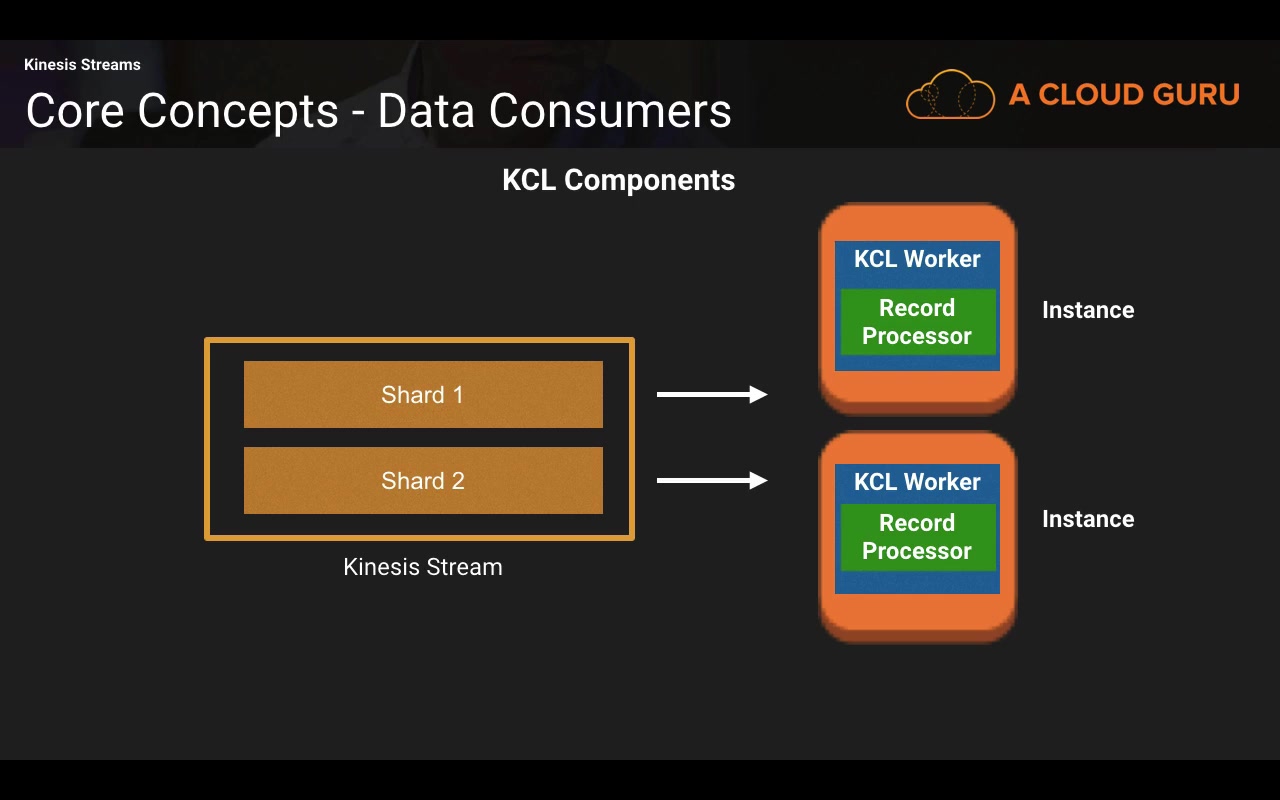 Kinesis Streams
Core Concepts - Data Consumers
A CLOUD GURU
KCL Components
KCL Worker
Record
Processor
Instance
Shard 1
Shard 2
Kinesis Stream
KCL Worker
Record
Processor
Instance